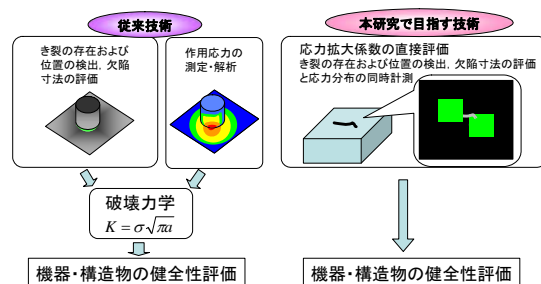 従来技術
き裂の存在および
位置の検出,欠陥
寸法の評価
作用応力の
測定・解析
破壊力学
K = σ√πa
機器・構造物の健全性評価
本研究で目指す技術
応力拡大係数の直接評価
き裂の存在および位置の検出,欠陥寸法の評価
と応力分布の同時計測
機器・構造物の健全性評価